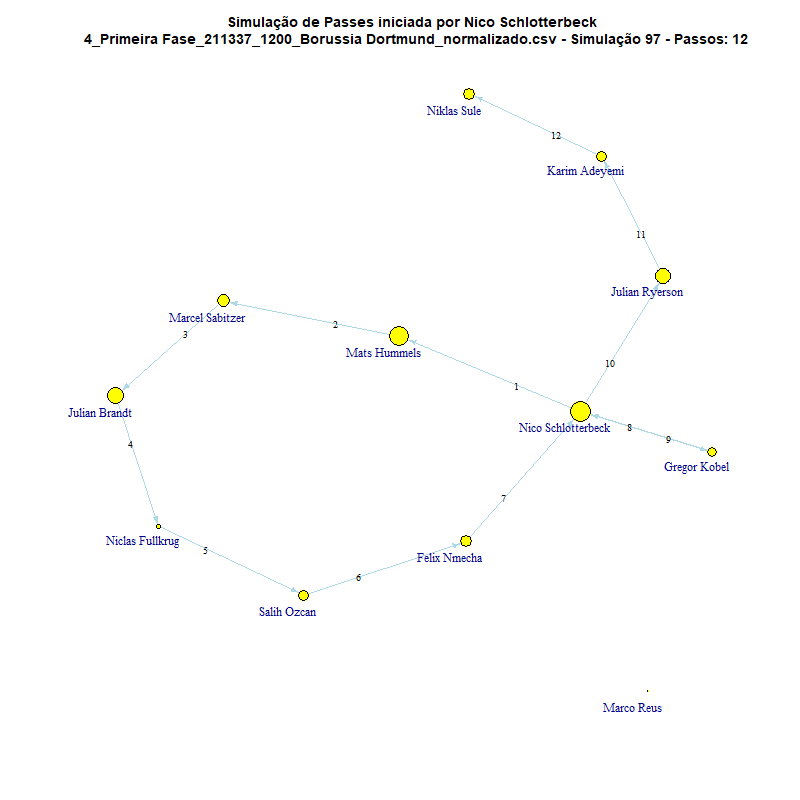 Simulação de Passes iniciada por Nico Schlotterbeck
4_Primeira Fase_211337_1200_Borussia Dortmund_normalizado.csv - Simulação 97 - Passos: 12
Niklas Sule
12
Karim Adeyemi
11
Julian Ryerson
Marcel Sabitzer
2
3
Mats Hummels
10
1
Julian Brandt
Nico Schlotterbeck
8
9
4
Gregor Kobel
7
Niclas Fullkrug
5
Felix Nmecha
6
Salih Ozcan
Marco Reus